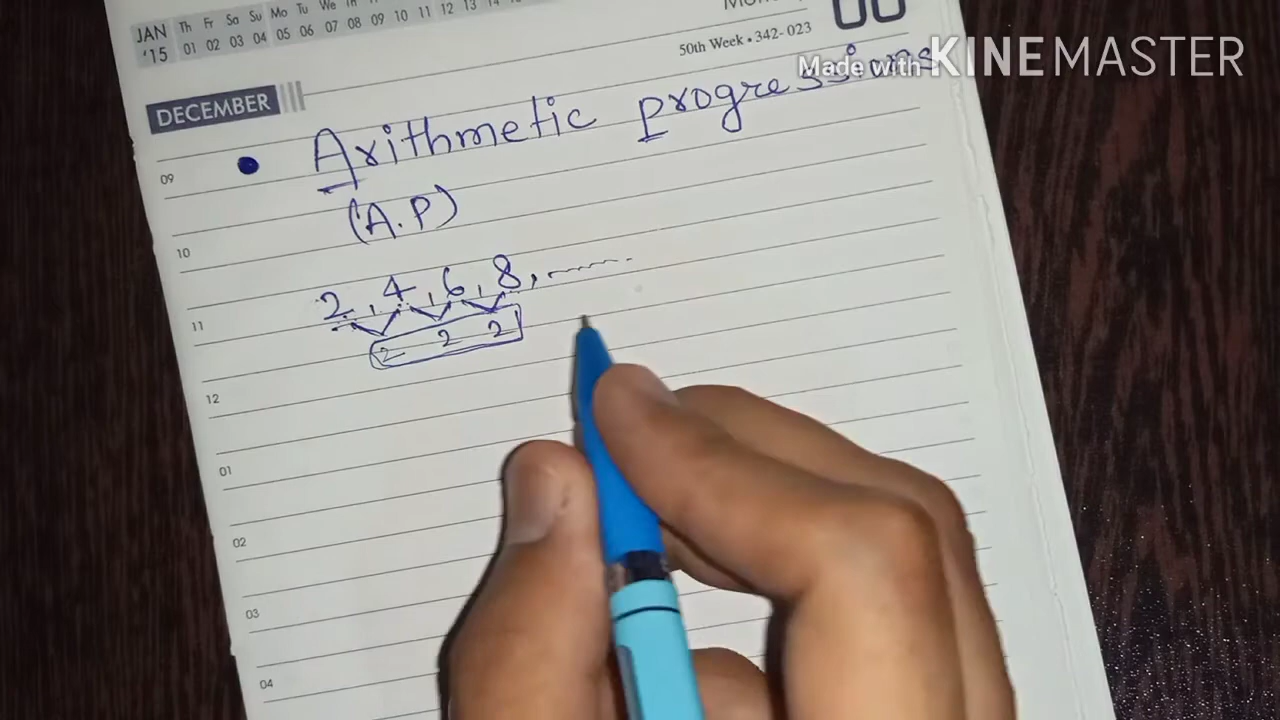 JAN Th Fr Sa Su Mo Tu We
'15 01 02 03 04 05 06 07 08 09 10 11 12 13 14
50th Week • 342-023
Made with KINEMASTER
DECEMBER
• Arithmetic progressions
09
(A.P)
10
2, 4, 6, 8, ........
11
2 2 2
12
01
02
03
04